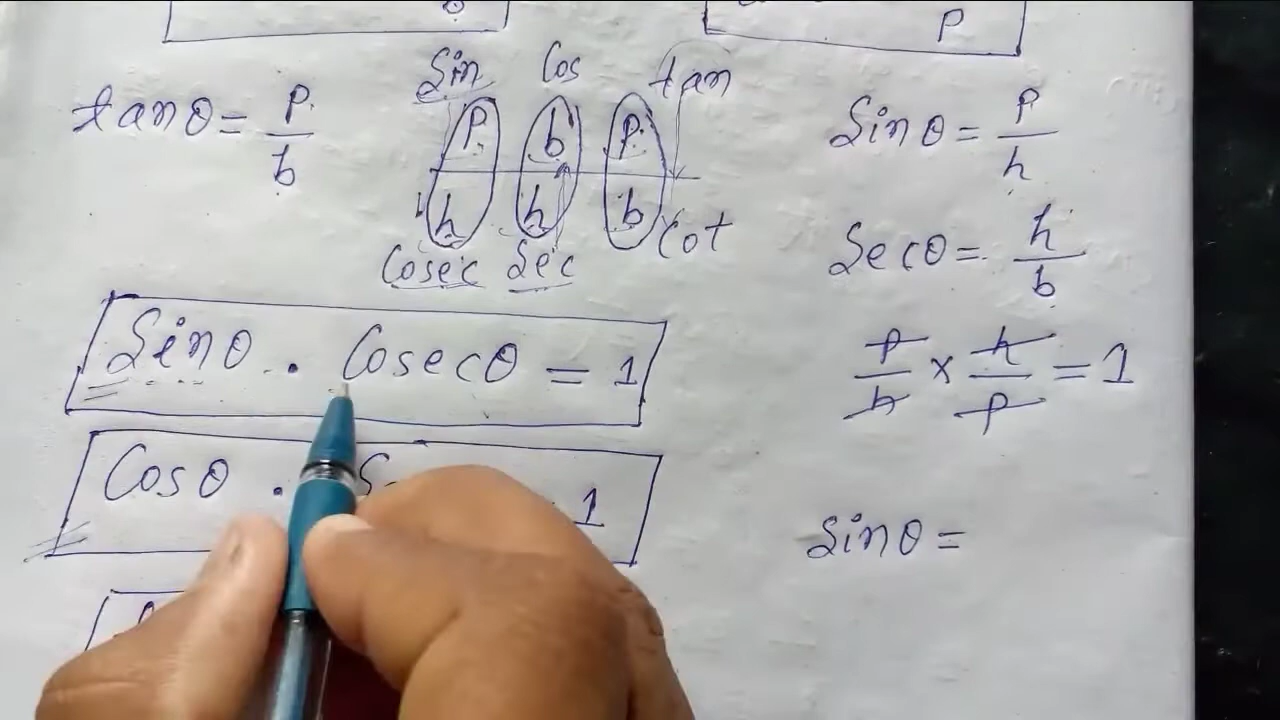 P
tanθ = p/b
Sin Cos tan
p b p
h h b
Cosec Sec Cot
Sinθ = p/h
Secθ = h/b
Sinθ . Cosecθ = 1
p/h × h/p = 1
Cosθ . 1
Sinθ =